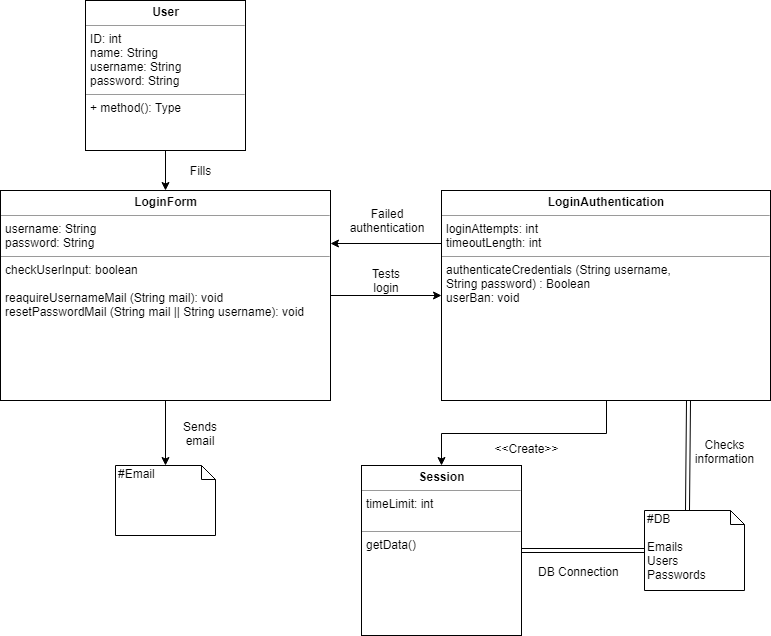 User
ID: int
name: String
username: String
password: String
+ method(): Type
Fills
LoginForm
username: String
password: String
checkUserInput: boolean
reaquireUsernameMail (String mail): void
resetPasswordMail (String mail || String username): void
Failed
authentication
Tests
login
LoginAuthentication
loginAttempts: int
timeoutLength: int
authenticateCredentials (String username,
String password) : Boolean
userBan: void
Sends
email
#Email
<<Create>>
Checks
information
Session
timeLimit: int
getData()
DB Connection
#DB
Emails
Users
Passwords